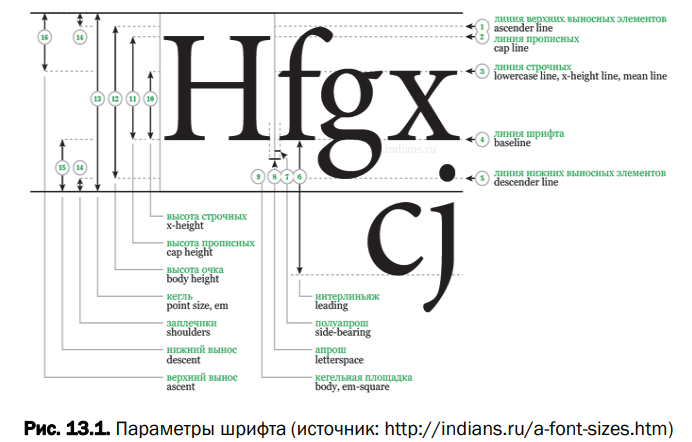 1 линия верхних выносных элементов
ascender line
2 линия прописных
cap line
3 линия строчных
lowercase line, x-height line, mean line
4 линия шрифта
baseline
5 линия нижних выносных элементов
descender line
Hfgx
indians.ru
cj
16 14 13 12 11 10
15 14
9 8 7 6
высота строчных
x-height
высота прописных
cap height
высота очка
body height
кегль
point size, em
заплечики
shoulders
нижний вынос
descent
верхний вынос
ascent
интерлиньяж
leading
полуапрош
side-bearing
апрош
letterspace
кегельная площадка
body, em-square
Рис. 13.1. Параметры шрифта (источник: http://indians.ru/a-font-sizes.htm)